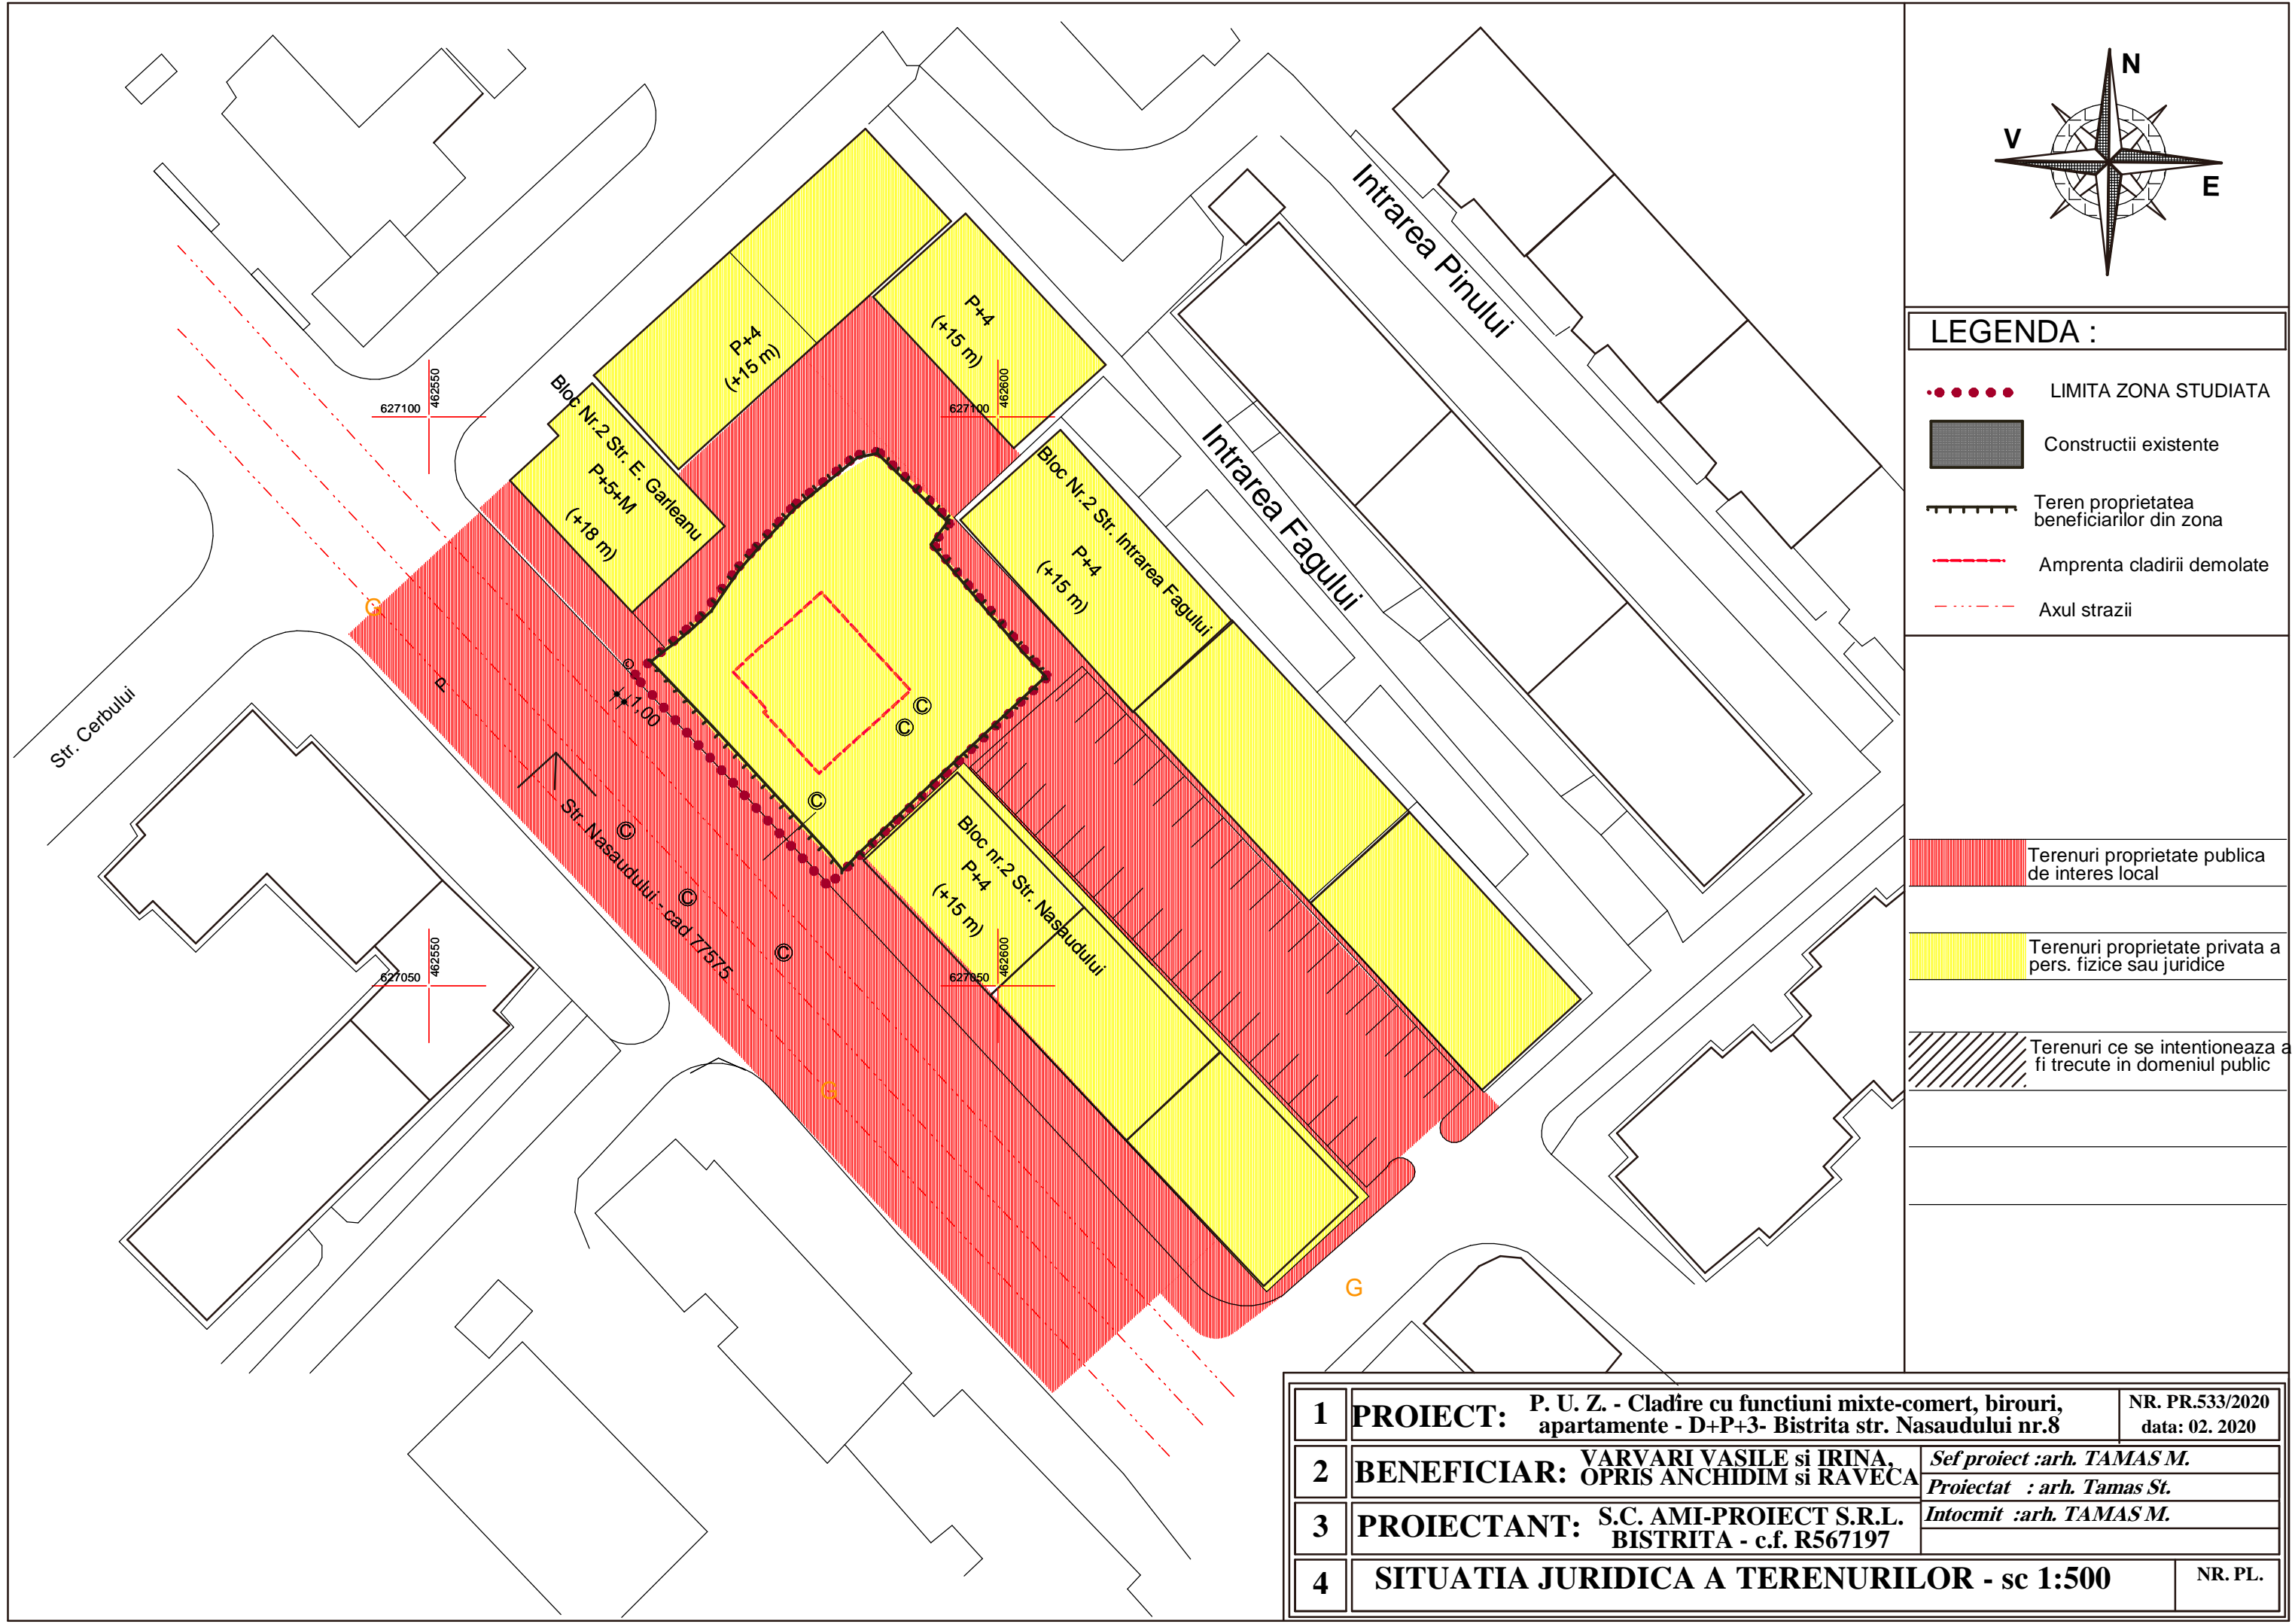 N
V
E
LEGENDA :
LIMITA ZONA STUDIATA
Constructii existente
Teren proprietatea
beneficiarilor din zona
Amprenta cladirii demolate
Axul strazii
Terenuri proprietate publica
de interes local
Terenuri proprietate privata a
pers. fizice sau juridice
Terenuri ce se intentioneaza a
fi trecute in domeniul public
Intrarea Pinului
Intrarea Fagului
P+4
(+15 m)
P+4
(+15 m)
627100
462550
627100
462600
Bloc Nr.2 Str. E. Garleanu
P+5+M
(+18 m)
Bloc Nr.2 Str. Intrarea Fagului
P+4
(+15 m)
G
P
Str. Cerbului
1,00
©
©
©
©
©
©
©
Str. Nasaudului - cad 77575
Bloc nr.2 Str. Nasaudului
P+4
(+15 m)
627050
462550
627050
462600
G
G
1
PROIECT:
P. U. Z. - Cladire cu functiuni mixte-comert, birouri,
apartamente - D+P+3- Bistrita str. Nasaudului nr.8
NR. PR.533/2020
data: 02. 2020
2
BENEFICIAR:
VARVARI VASILE si IRINA,
OPRIS ANCHIDIM si RAVECA
Sef proiect :arh. TAMAS M.
Proiectat : arh. Tamas St.
Intocmit :arh. TAMAS M.
3
PROIECTANT:
S.C. AMI-PROIECT S.R.L.
BISTRITA - c.f. R567197
4
SITUATIA JURIDICA A TERENURILOR - sc 1:500
NR. PL.